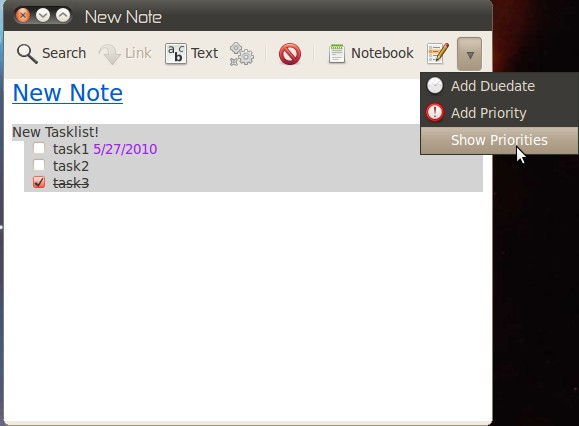 New Note
Search Link Text Notebook
Add Duedate
Add Priority
Show Priorities
New Note
New Tasklist!
task1 5/27/2010
task2
task3